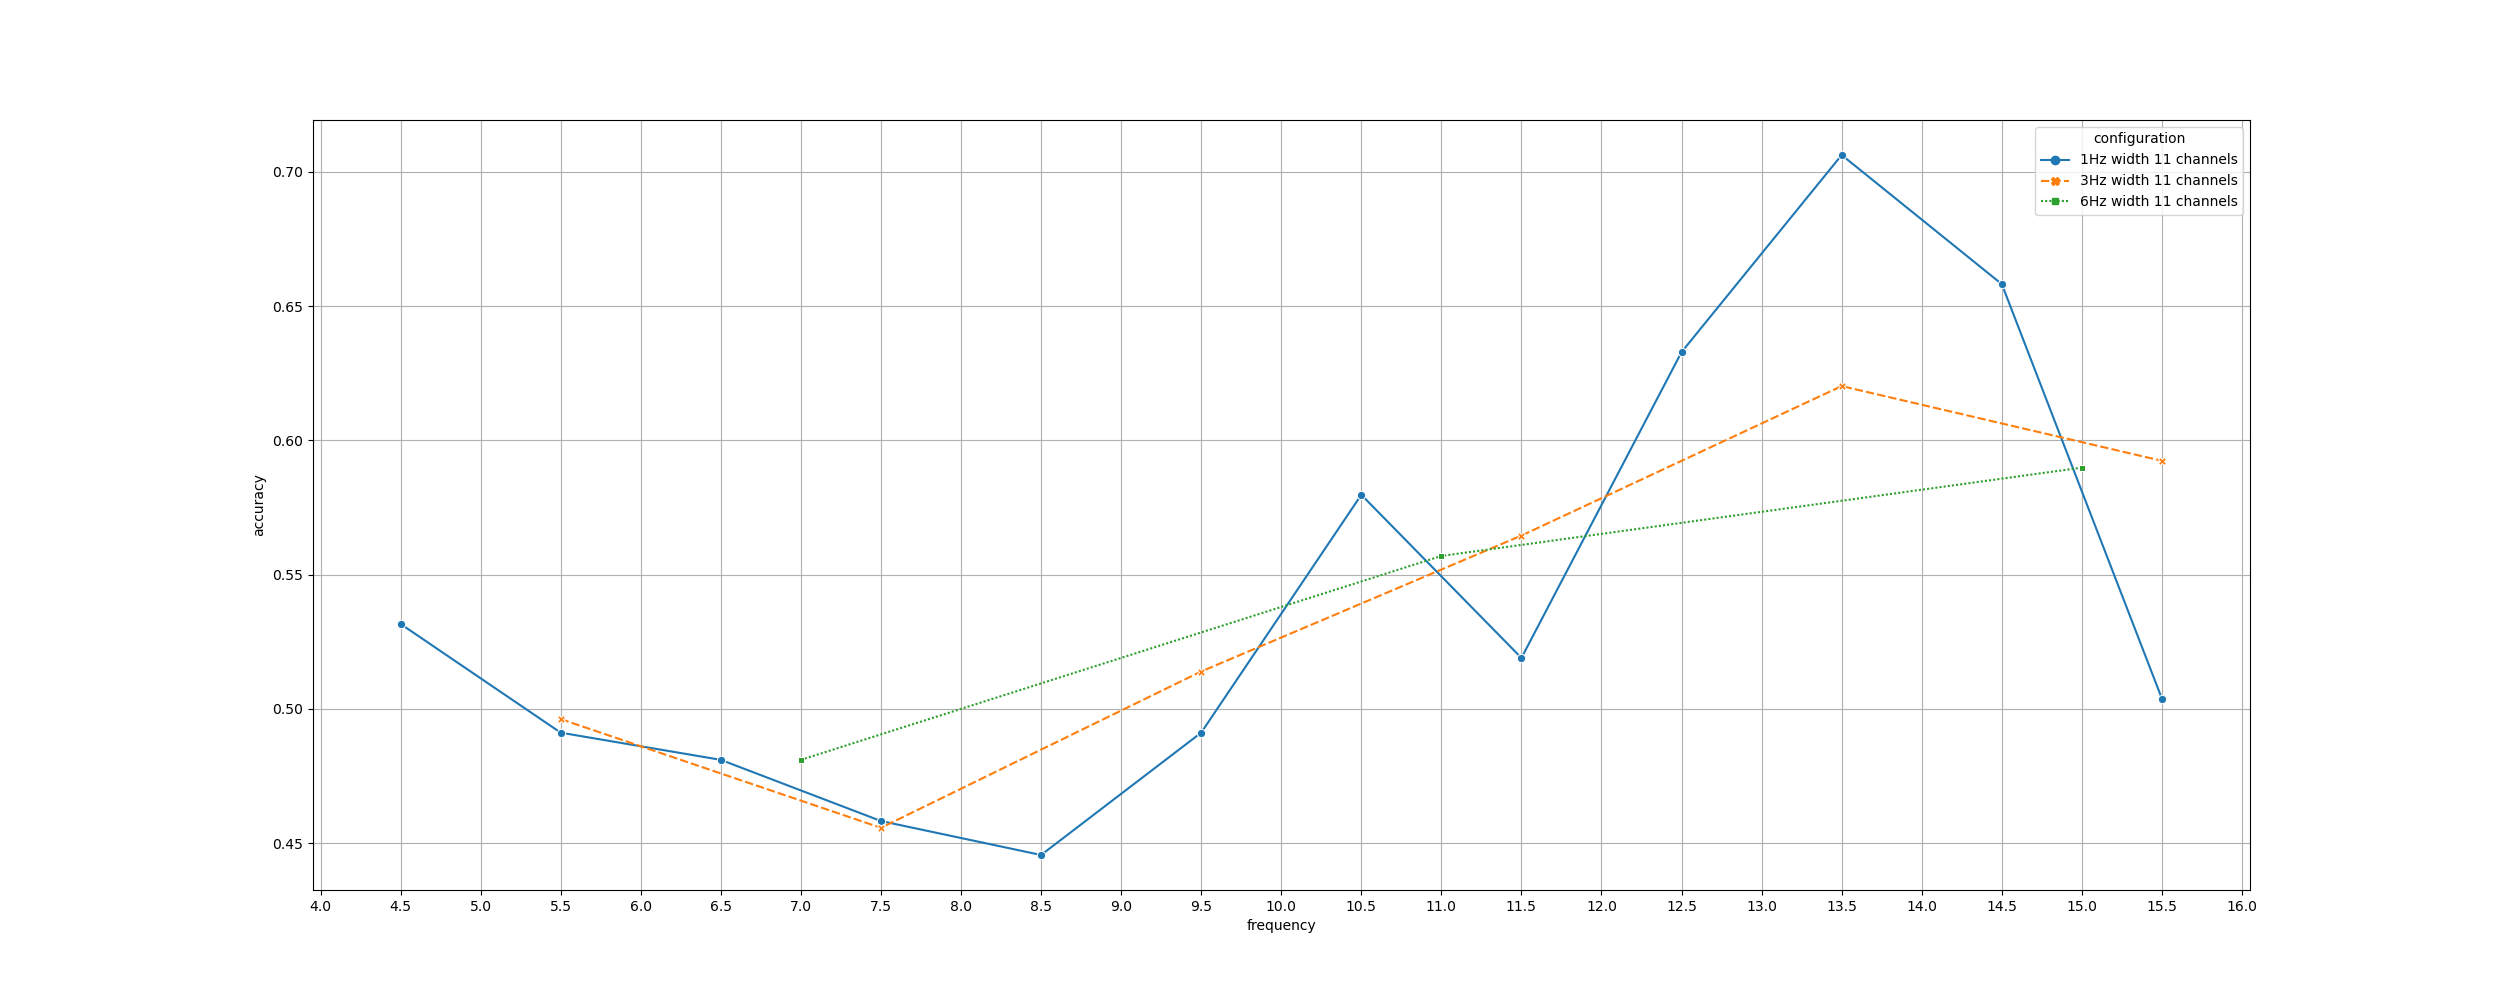 configuration
1Hz width 11 channels
3Hz width 11 channels
6Hz width 11 channels
0.70
0.65
0.60
0.55
0.50
0.45
accuracy
4.0 4.5 5.0 5.5 6.0 6.5 7.0 7.5 8.0 8.5 9.0 9.5 10.0 10.5 11.0 11.5 12.0 12.5 13.0 13.5 14.0 14.5 15.0 15.5 16.0
frequency